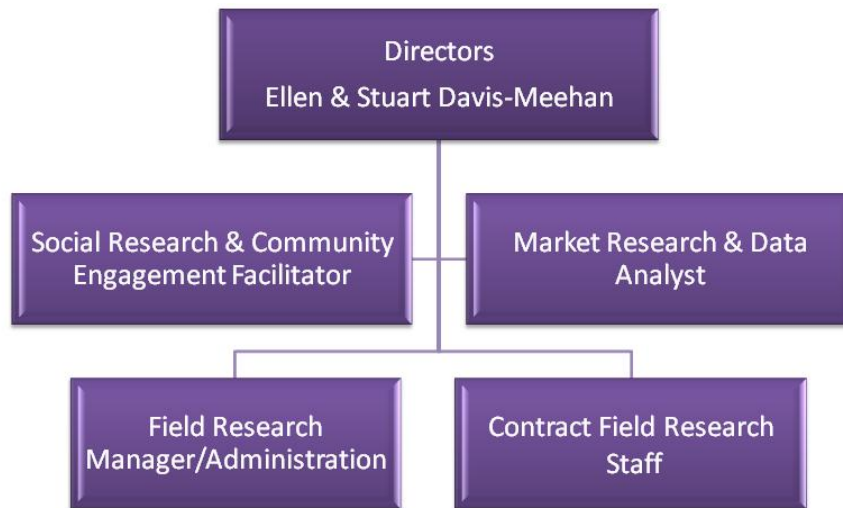 Directors
Ellen & Stuart Davis-Meehan
Social Research & Community
Engagement Facilitator
Market Research & Data
Analyst
Field Research
Manager/Administration
Contract Field Research
Staff